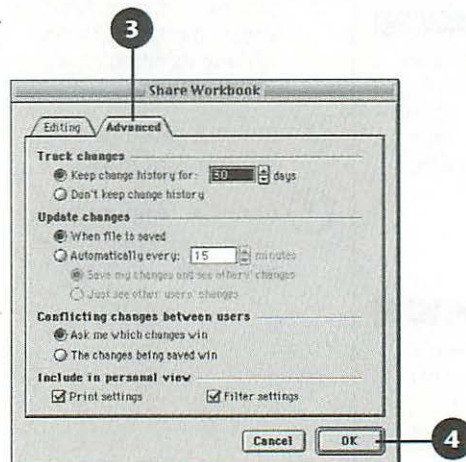 3
Share Workbook
Editing Advanced
Track changes
Keep change history for: 30 days
Don't keep change history
Update changes
When file is saved
Automatically every: 15 minutes
Save my changes and see others' changes
Just see other users' changes
Conflicting changes between users
Ask me which changes win
The changes being saved win
Include in personal view
Print settings Filter settings
Cancel OK
4